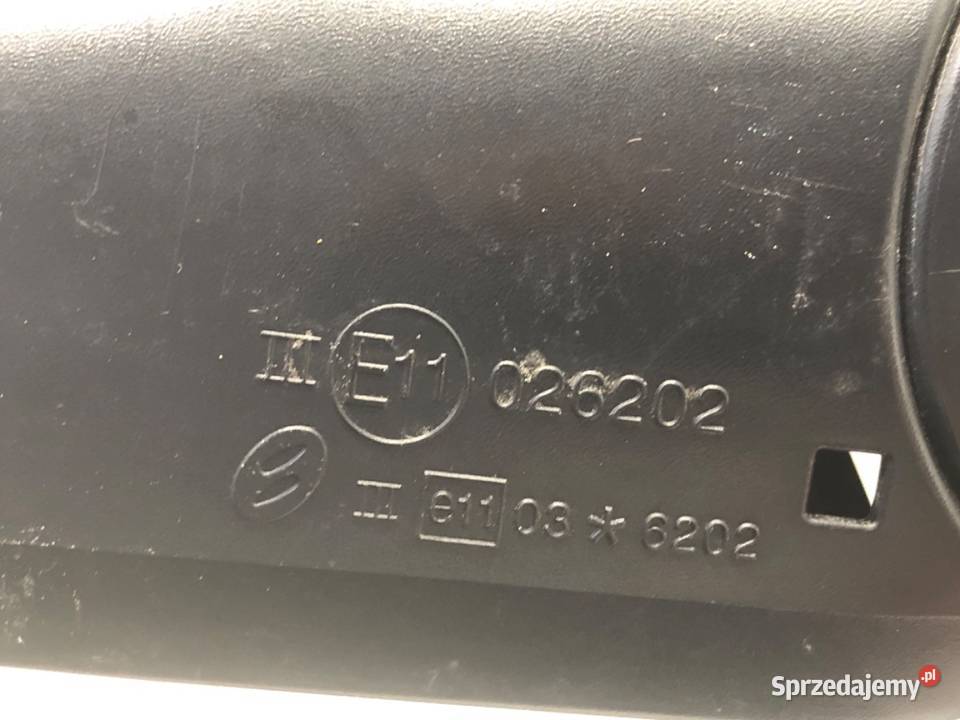 III E11 026202
S III e11 03 * 6202
Sprzedajemy.pl